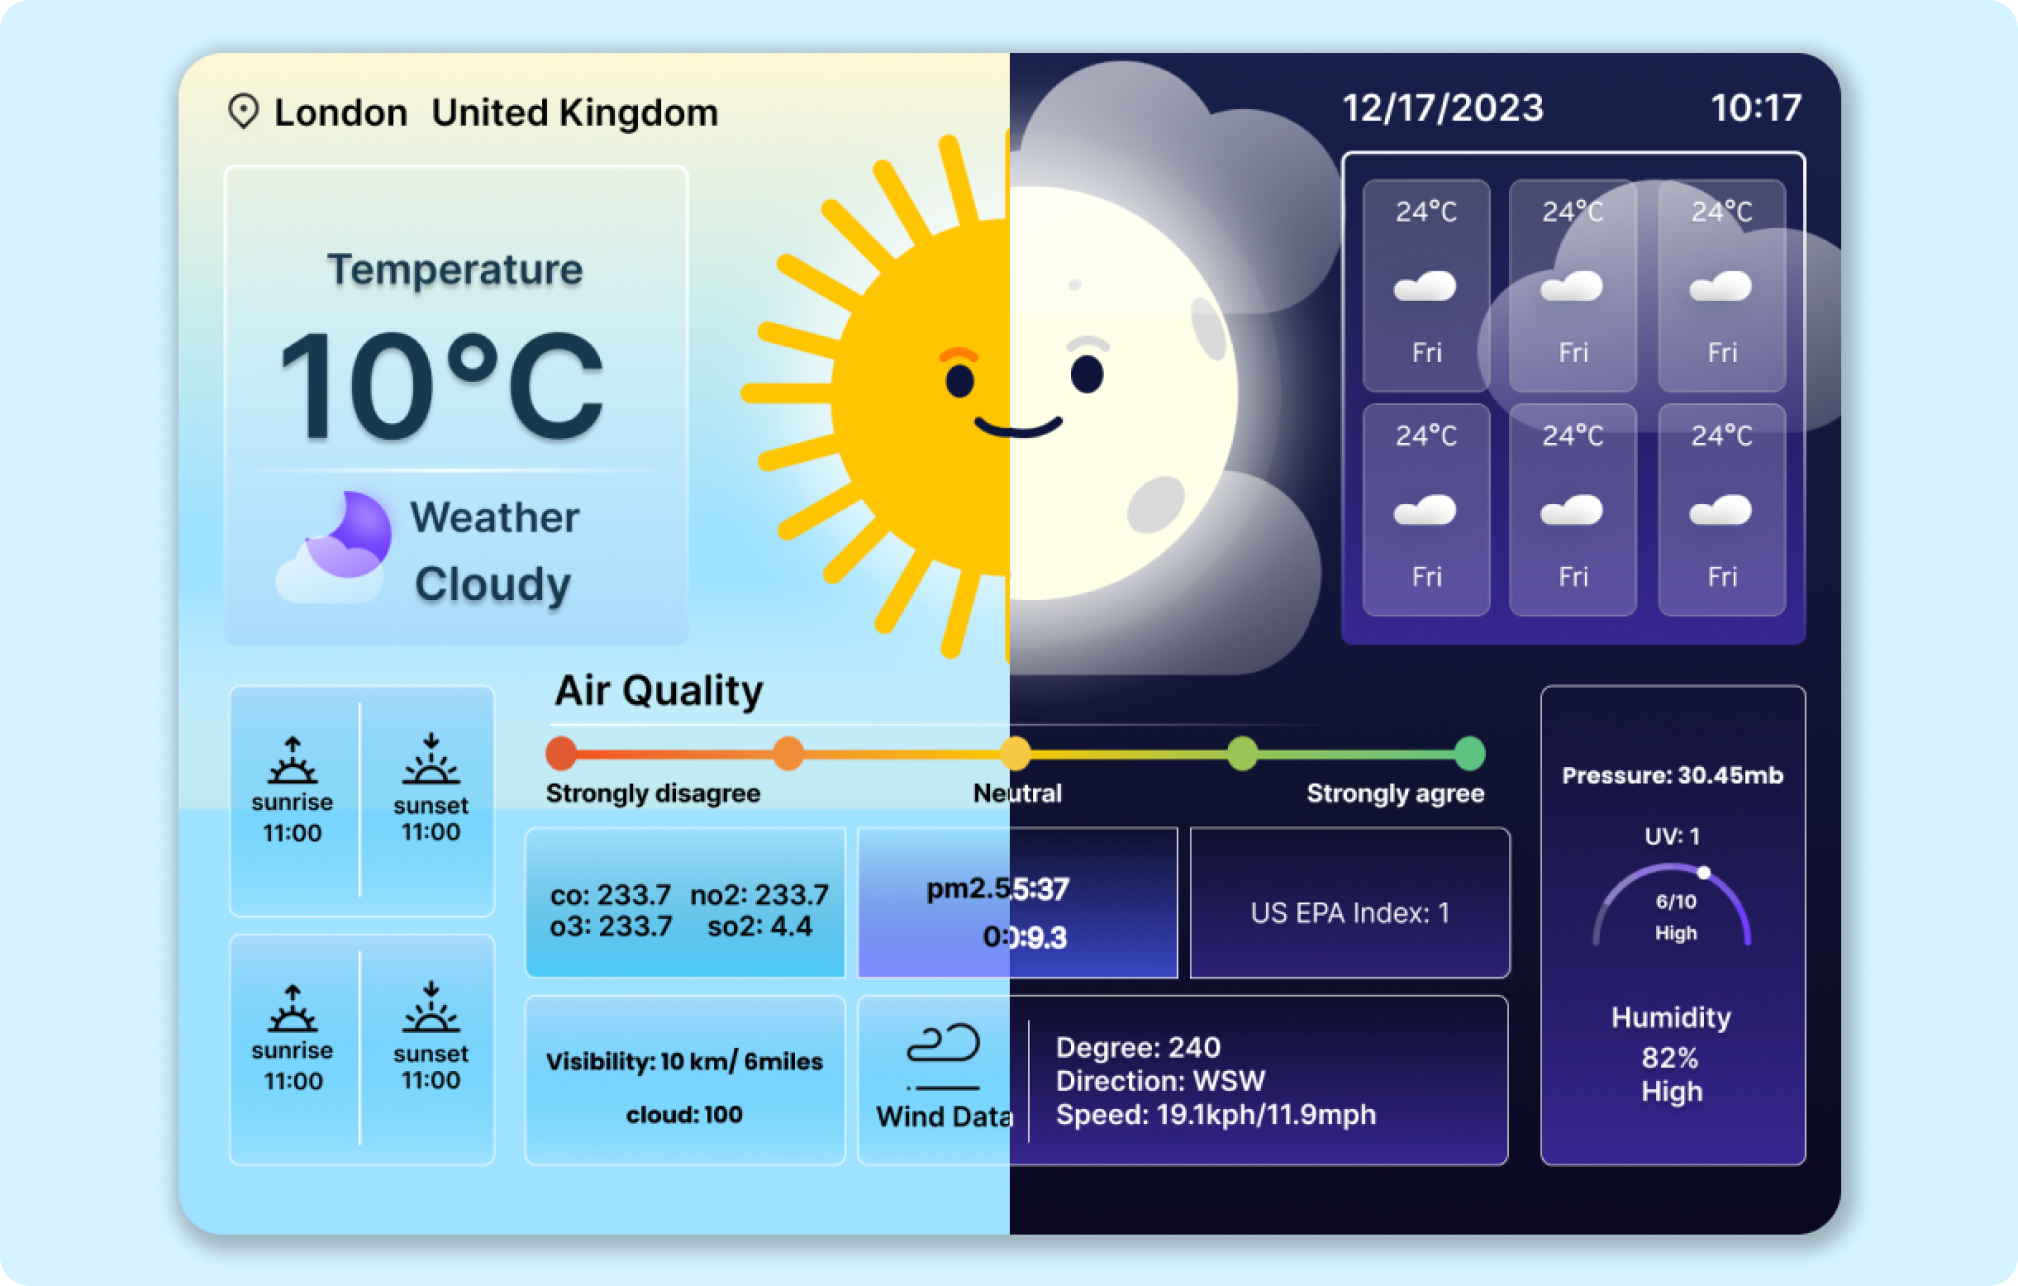 London United Kingdom
12/17/2023 10:17
Temperature
10°C
Weather
Cloudy
24°C 24°C 24°C
Fri Fri Fri
24°C 24°C 24°C
Fri Fri Fri
sunrise
11:00
sunset
11:00
sunrise
11:00
sunset
11:00
Air Quality
Strongly disagree Neutral Strongly agree
co: 233.7 no2: 233.7
o3: 233.7 so2: 4.4
pm2.55:37
0:0:9.3
US EPA Index: 1
Visibility: 10 km/ 6miles
cloud: 100
Wind Data
Degree: 240
Direction: WSW
Speed: 19.1kph/11.9mph
Pressure: 30.45mb
UV: 1
6/10
High
Humidity
82%
High